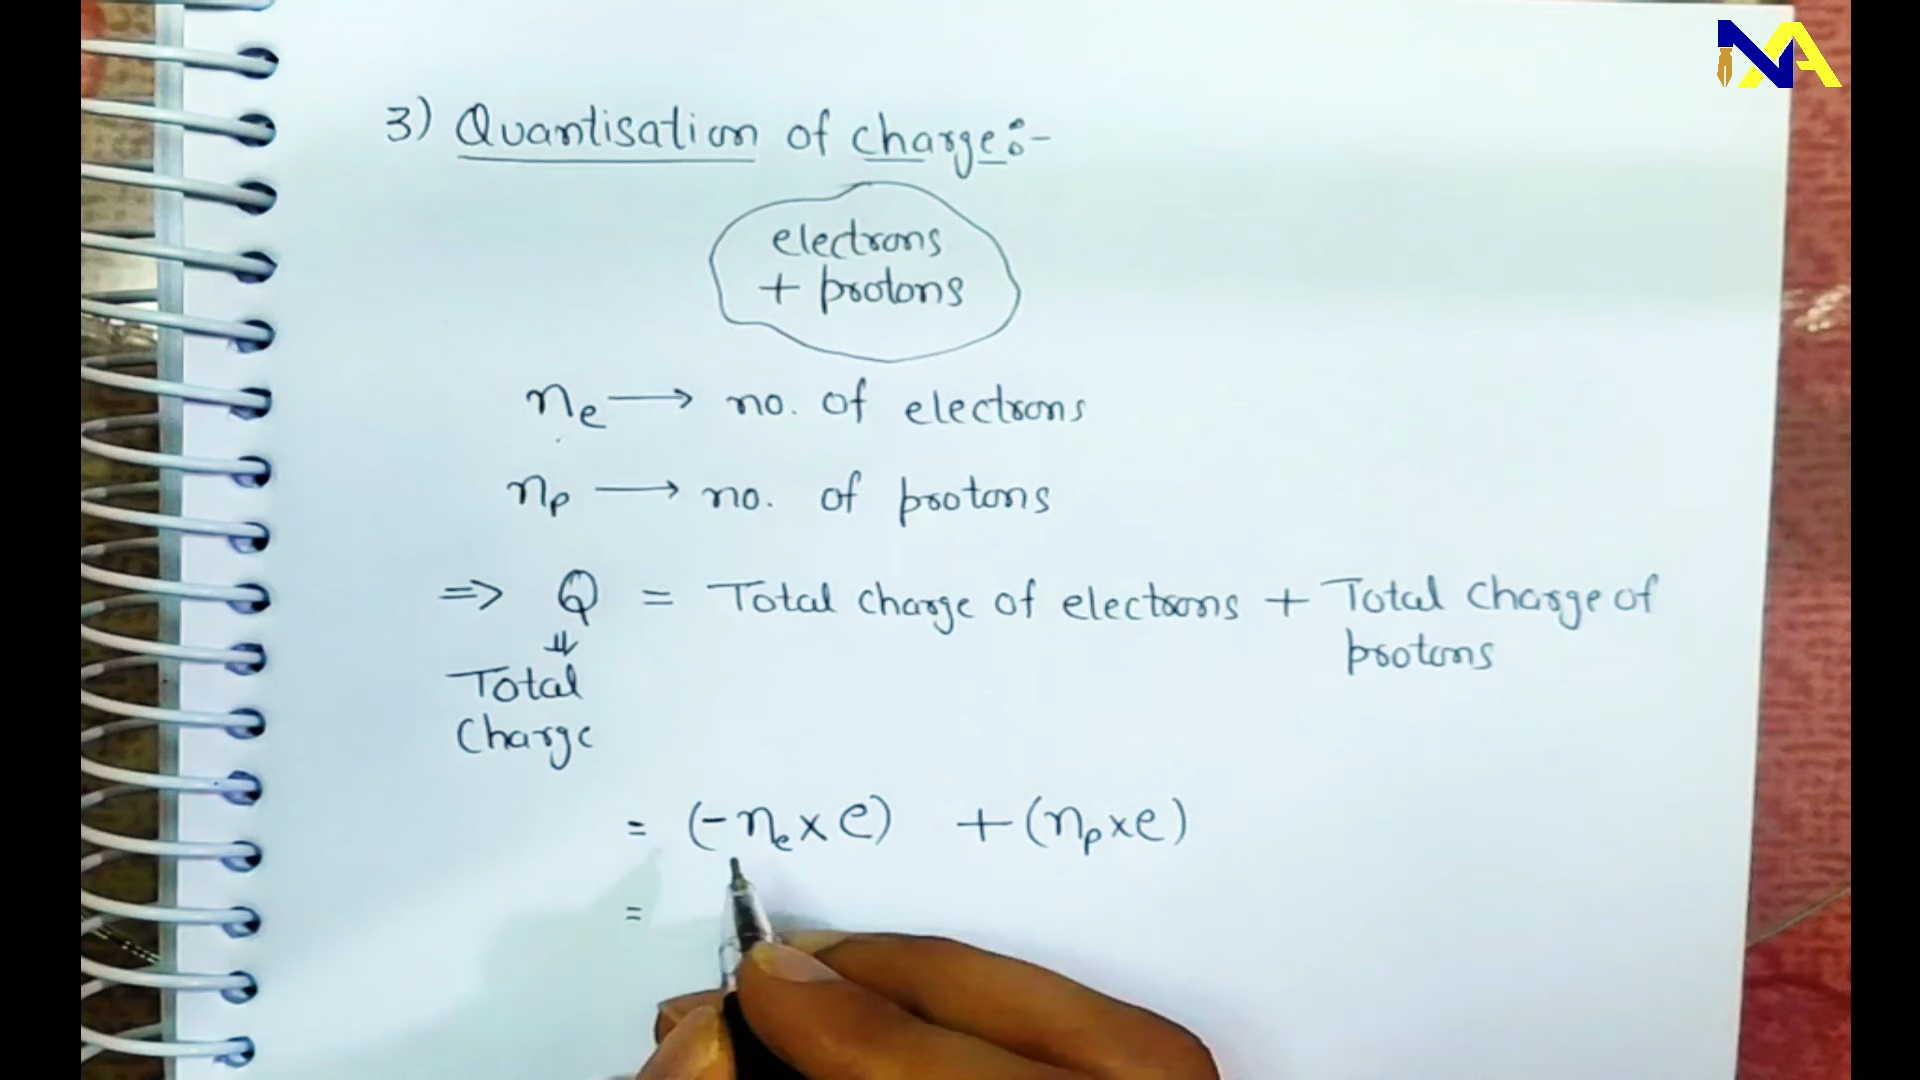 NA
3) Quantisation of charge:-
electrons
+ protons
ne → no. of electrons
np → no. of protons
=> Q = Total charge of electrons + Total charge of
protons
⇓
Total
Charge
= (-ne×e) + (np×e)
=